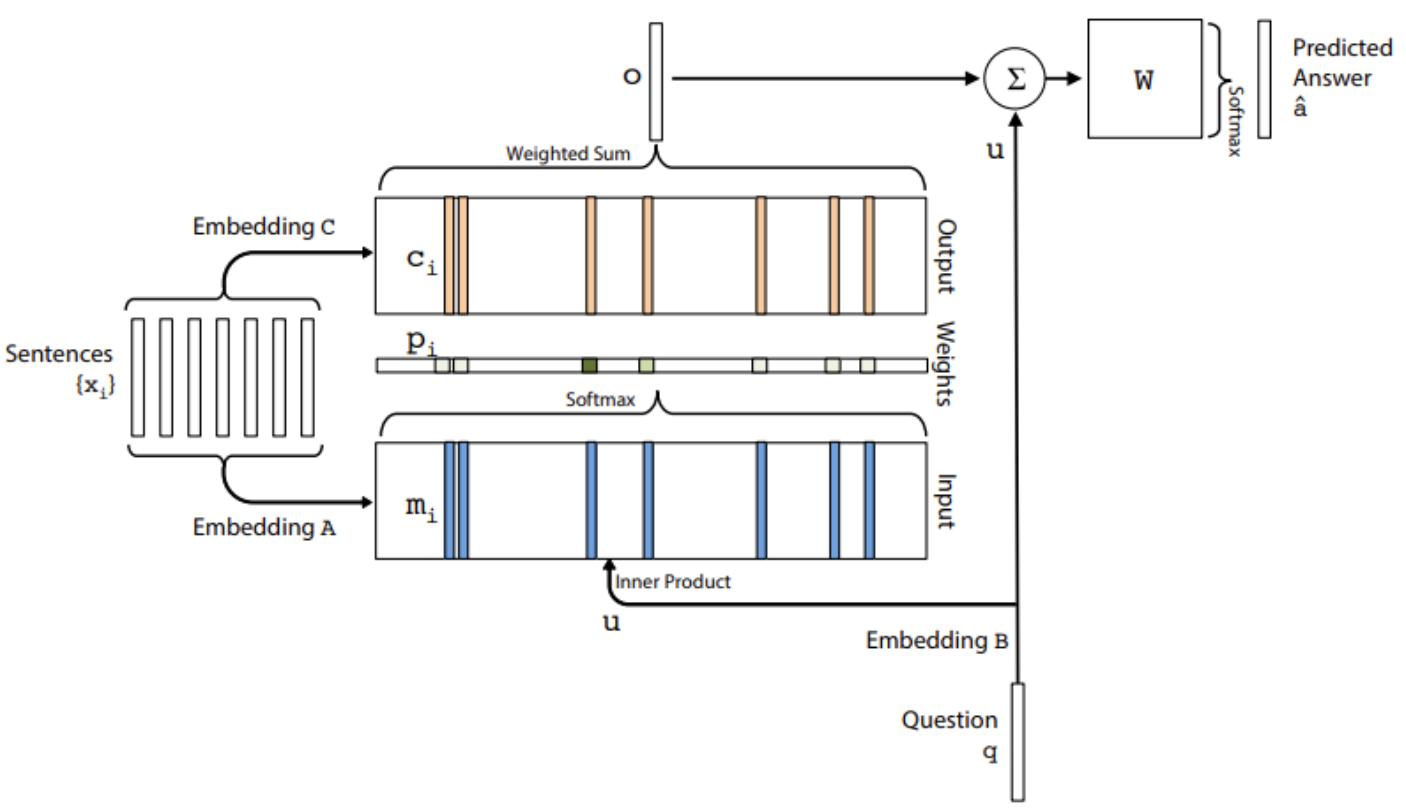 o
Σ
W
Softmax
Predicted
Answer
â
u
Weighted Sum
Embedding C
c_i
Output
Sentences
{x_i}
p_i
Weights
Softmax
m_i
Input
Embedding A
Inner Product
u
Embedding B
Question
q